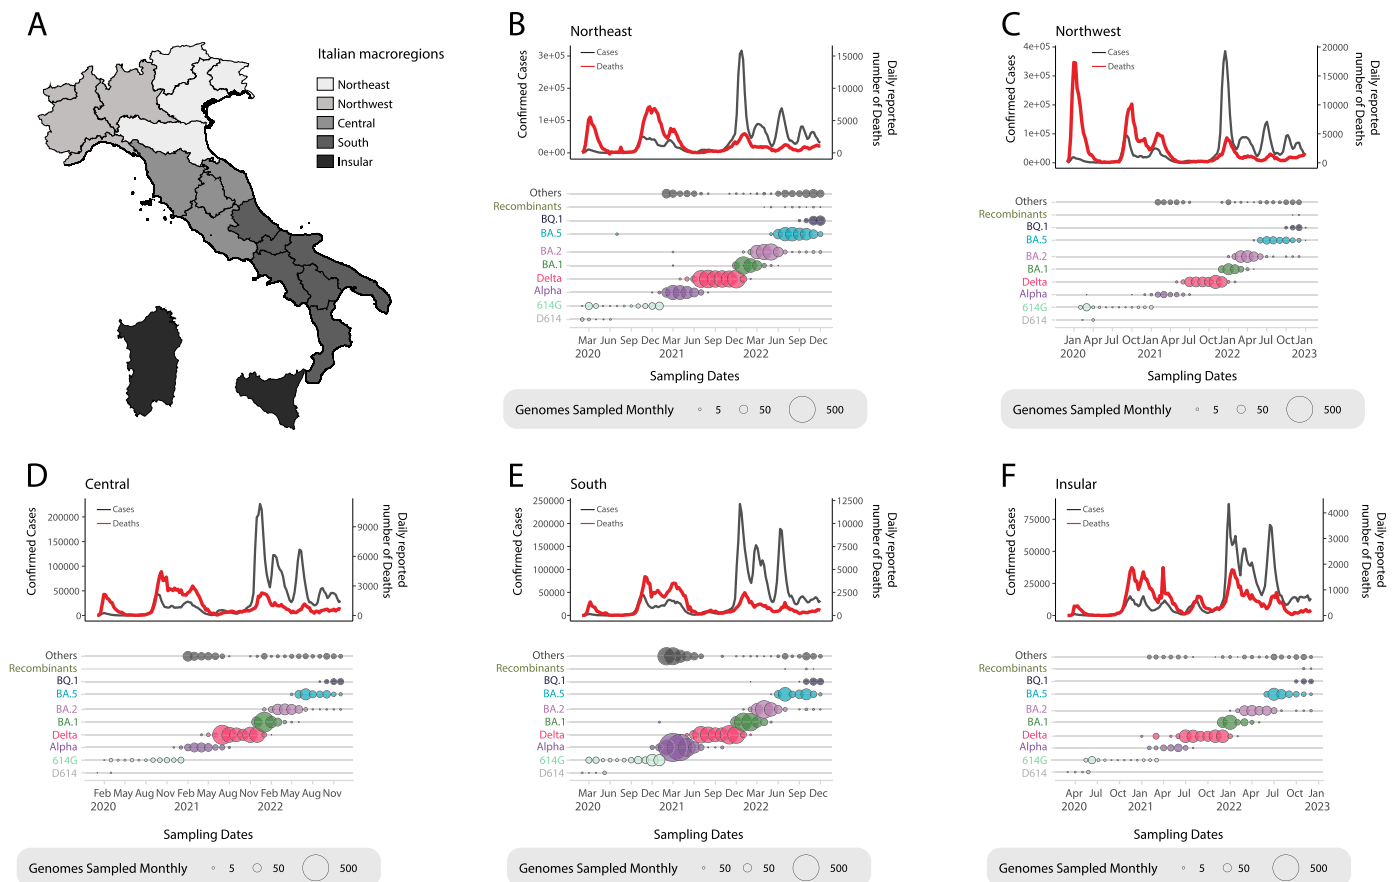 A
Italian macroregions
Northeast
Northwest
Central
South
Insular
B
Northeast
Cases
Deaths
Confirmed Cases
3e+05
2e+05
1e+05
0e+00
15000
10000
5000
0
Daily reported
number of Deaths
Others
Recombinants
BQ.1
BA.5
BA.2
BA.1
Delta
Alpha
614G
D614
Mar Jun Sep Dec Mar Jun Sep Dec Mar Jun Sep Dec
2020 2021 2022
Sampling Dates
Genomes Sampled Monthly 5 50 500
C
Northwest
Cases
Deaths
Confirmed Cases
4e+05
3e+05
2e+05
1e+05
0e+00
20000
15000
10000
5000
0
Daily reported
number of Deaths
Others
Recombinants
BQ.1
BA.5
BA.2
BA.1
Delta
Alpha
614G
D614
Jan Apr Jul Oct Jan Apr Jul Oct Jan Apr Jul Oct Jan
2020 2021 2022 2023
Sampling Dates
Genomes Sampled Monthly 5 50 500
D
Central
Cases
Deaths
Confirmed Cases
200000
150000
100000
50000
0
9000
6000
3000
0
Daily reported
number of Deaths
Others
Recombinants
BQ.1
BA.5
BA.2
BA.1
Delta
Alpha
614G
D614
Feb May Aug Nov Feb May Aug Nov Feb May Aug Nov
2020 2021 2022
Sampling Dates
Genomes Sampled Monthly 5 50 500
E
South
Cases
Deaths
Confirmed Cases
250000
200000
150000
100000
50000
0
12500
10000
7500
5000
2500
0
Daily reported
number of Deaths
Others
Recombinants
BQ.1
BA.5
BA.2
BA.1
Delta
Alpha
614G
D614
Mar Jun Sep Dec Mar Jun Sep Dec Mar Jun Sep Dec
2020 2021 2022
Sampling Dates
Genomes Sampled Monthly 50 50 500
F
Insular
Cases
Deaths
Confirmed Cases
75000
50000
25000
0
4000
3000
2000
1000
0
Daily reported
number of Deaths
Others
Recombinants
BQ.1
BA.5
BA.2
BA.1
Delta
Alpha
614G
D614
Apr Jul Oct Jan Apr Jul Oct Jan Apr Jul Oct Jan
2020 2021 2022 2023
Sampling Dates
Genomes Sampled Monthly 5 50 500